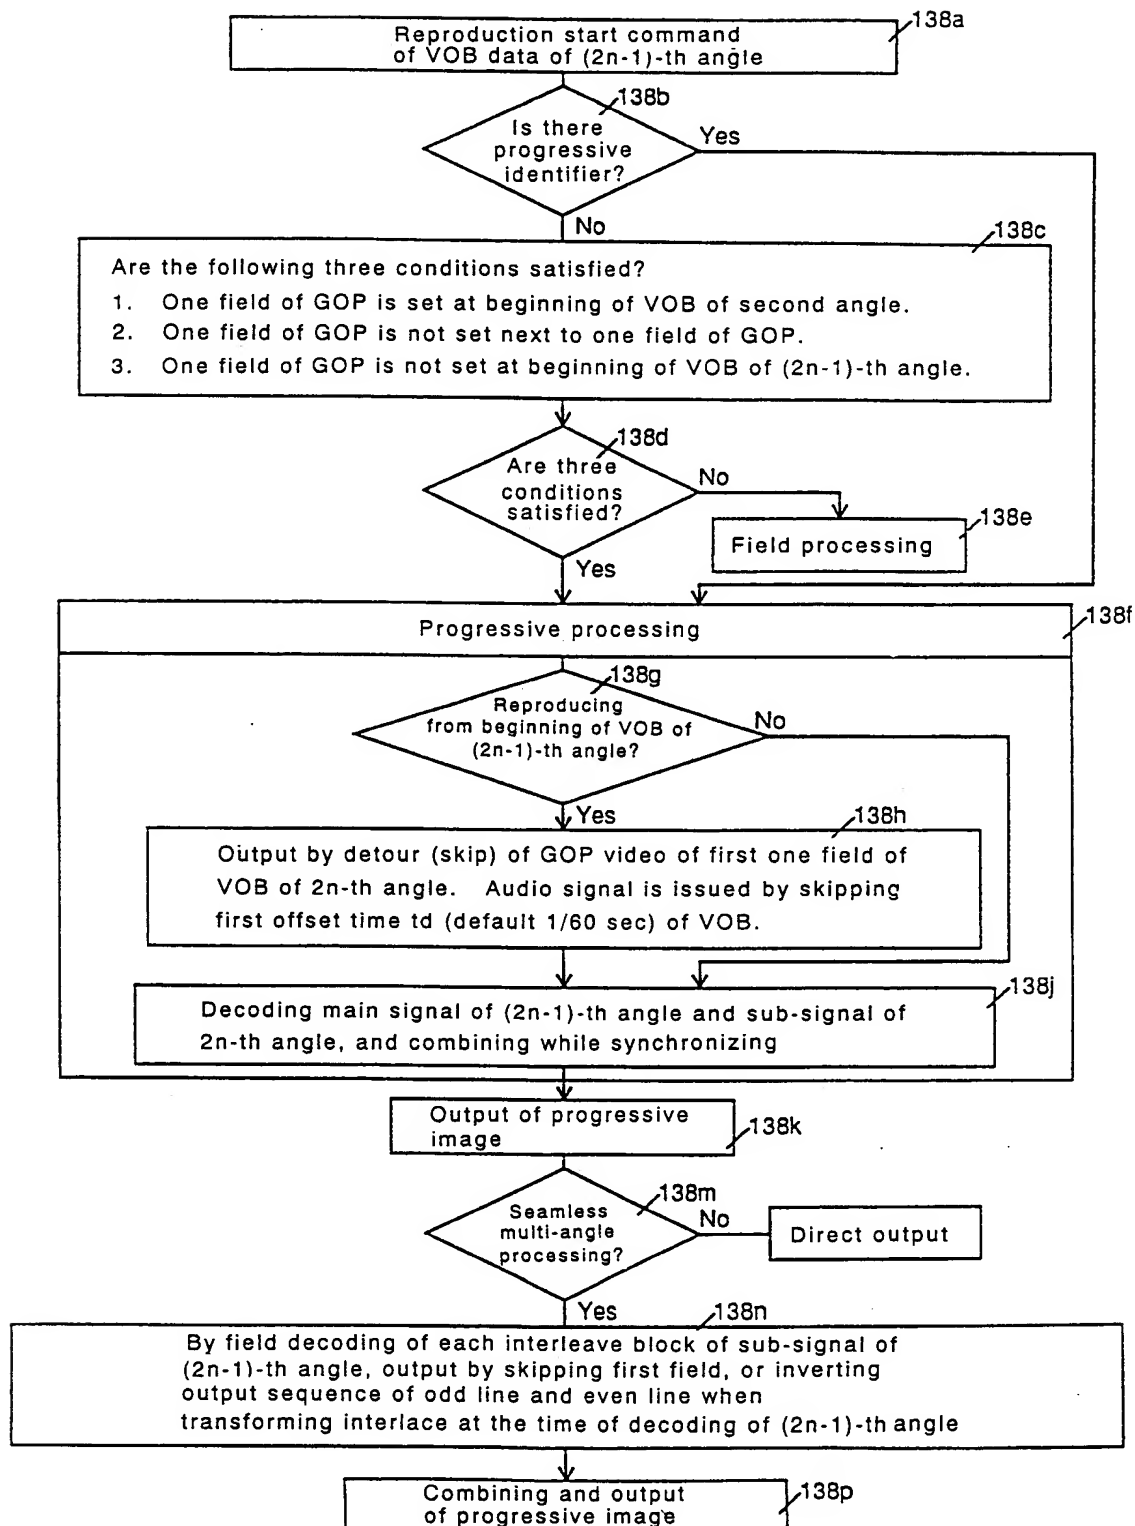 138a
Reproduction start command
of VOB data of (2n-1)-th angle
138b
Is there
progressive
identifier?
Yes
No
138c
Are the following three conditions satisfied?
1. One field of GOP is set at beginning of VOB of second angle.
2. One field of GOP is not set next to one field of GOP.
3. One field of GOP is not set at beginning of VOB of (2n-1)-th angle.
138d
Are three
conditions
satisfied?
No
138e
Field processing
Yes
138f
Progressive processing
138g
Reproducing
from beginning of VOB of
(2n-1)-th angle?
No
Yes
138h
Output by detour (skip) of GOP video of first one field of
VOB of 2n-th angle. Audio signal is issued by skipping
first offset time td (default 1/60 sec) of VOB.
138j
Decoding main signal of (2n-1)-th angle and sub-signal of
2n-th angle, and combining while synchronizing
Output of progressive
image
138k
138m
Seamless
multi-angle
processing?
No
Direct output
Yes
138n
By field decoding of each interleave block of sub-signal of
(2n-1)-th angle, output by skipping first field, or inverting
output sequence of odd line and even line when
transforming interlace at the time of decoding of (2n-1)-th angle
138p
Combining and output
of progressive image